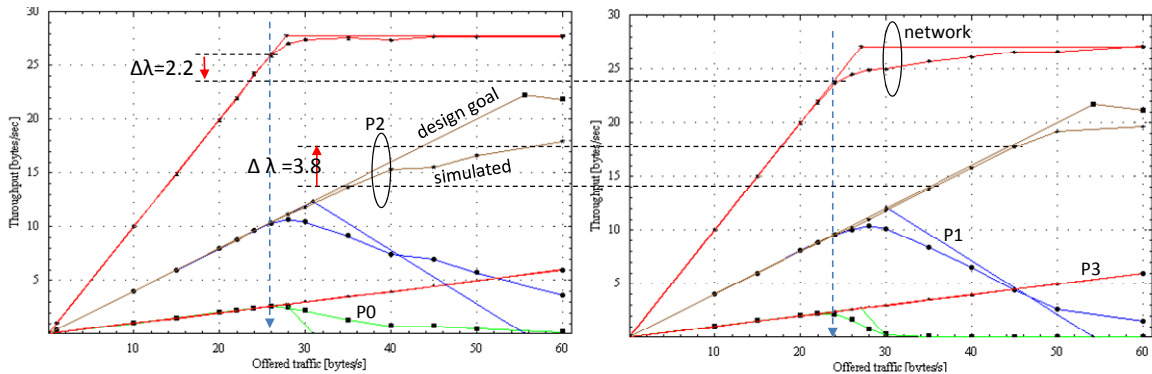 30
25
20
15
10
5
Throughput [bytes/sec]
10
20
30
40
50
60
Offered traffic [bytes/s]
Δλ=2.2
P2
design goal
Δ λ =3.8
simulated
P0
30
25
20
15
10
5
Throughput [bytes/sec]
10
20
30
40
50
60
Offered traffic [bytes/s]
network
P1
P3